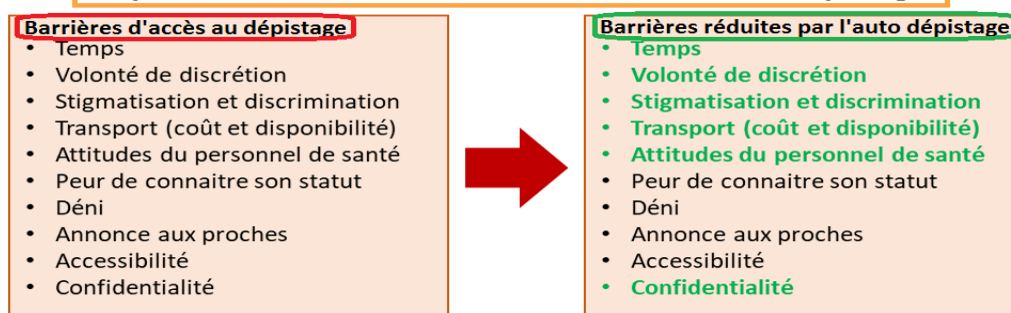 Barrières d'accès au dépistage
• Temps
• Volonté de discrétion
• Stigmatisation et discrimination
• Transport (coût et disponibilité)
• Attitudes du personnel de santé
• Peur de connaitre son statut
• Déni
• Annonce aux proches
• Accessibilité
• Confidentialité
Barrières réduites par l'auto dépistage
• Temps
• Volonté de discrétion
• Stigmatisation et discrimination
• Transport (coût et disponibilité)
• Attitudes du personnel de santé
• Peur de connaitre son statut
• Déni
• Annonce aux proches
• Accessibilité
• Confidentialité